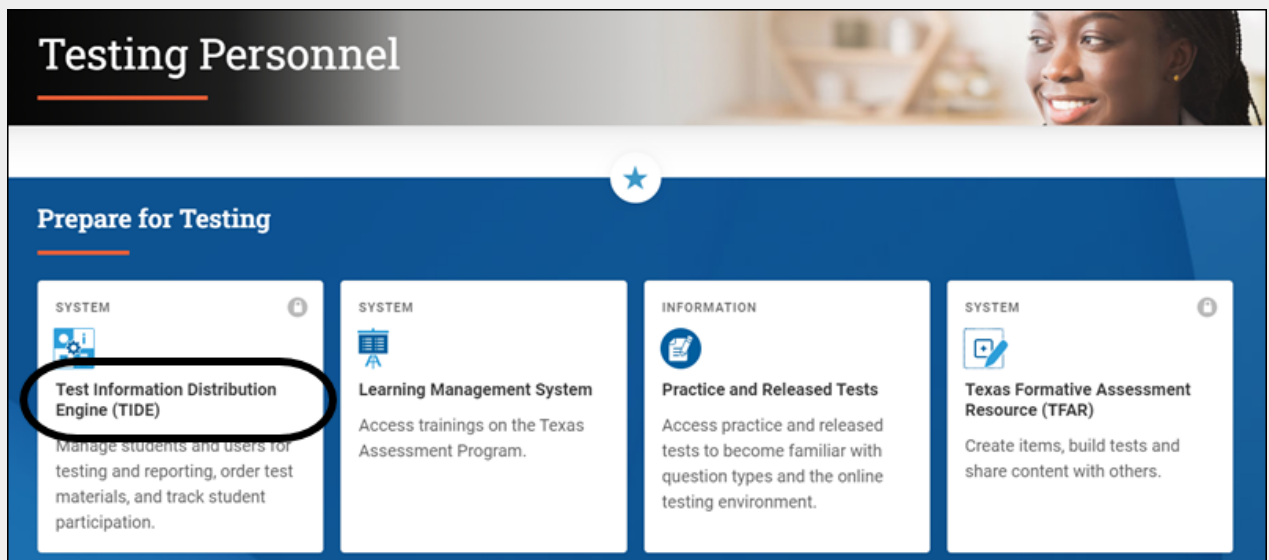 Testing Personnel
Prepare for Testing
SYSTEM
Test Information Distribution
Engine (TIDE)
Manage students and users for
testing and reporting, order test
materials, and track student
participation.
SYSTEM
Learning Management System
Access trainings on the Texas
Assessment Program.
INFORMATION
Practice and Released Tests
Access practice and released
tests to become familiar with
question types and the online
testing environment.
SYSTEM
Texas Formative Assessment
Resource (TFAR)
Create items, build tests and
share content with others.